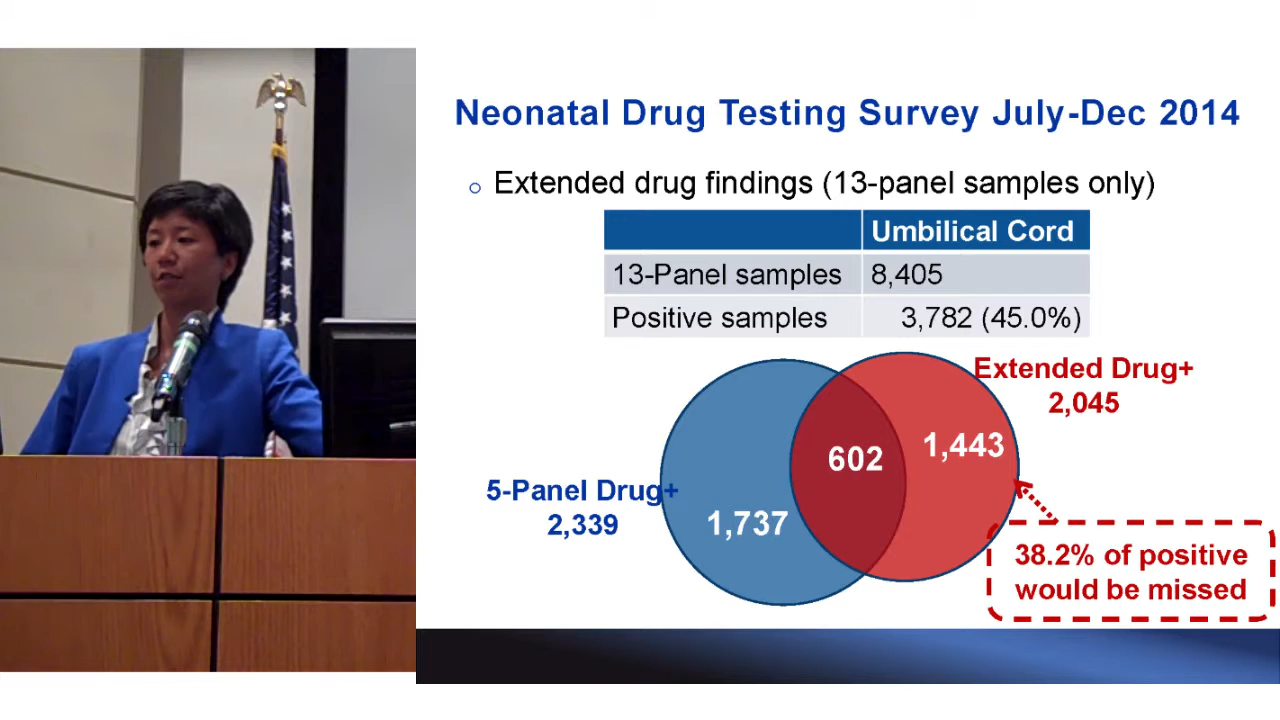 Neonatal Drug Testing Survey July-Dec 2014
Extended drug findings (13-panel samples only)
Umbilical Cord
13-Panel samples 8,405
Positive samples 3,782 (45.0%)
Extended Drug+
2,045
1,443
602
5-Panel Drug+
2,339
1,737
38.2% of positive
would be missed